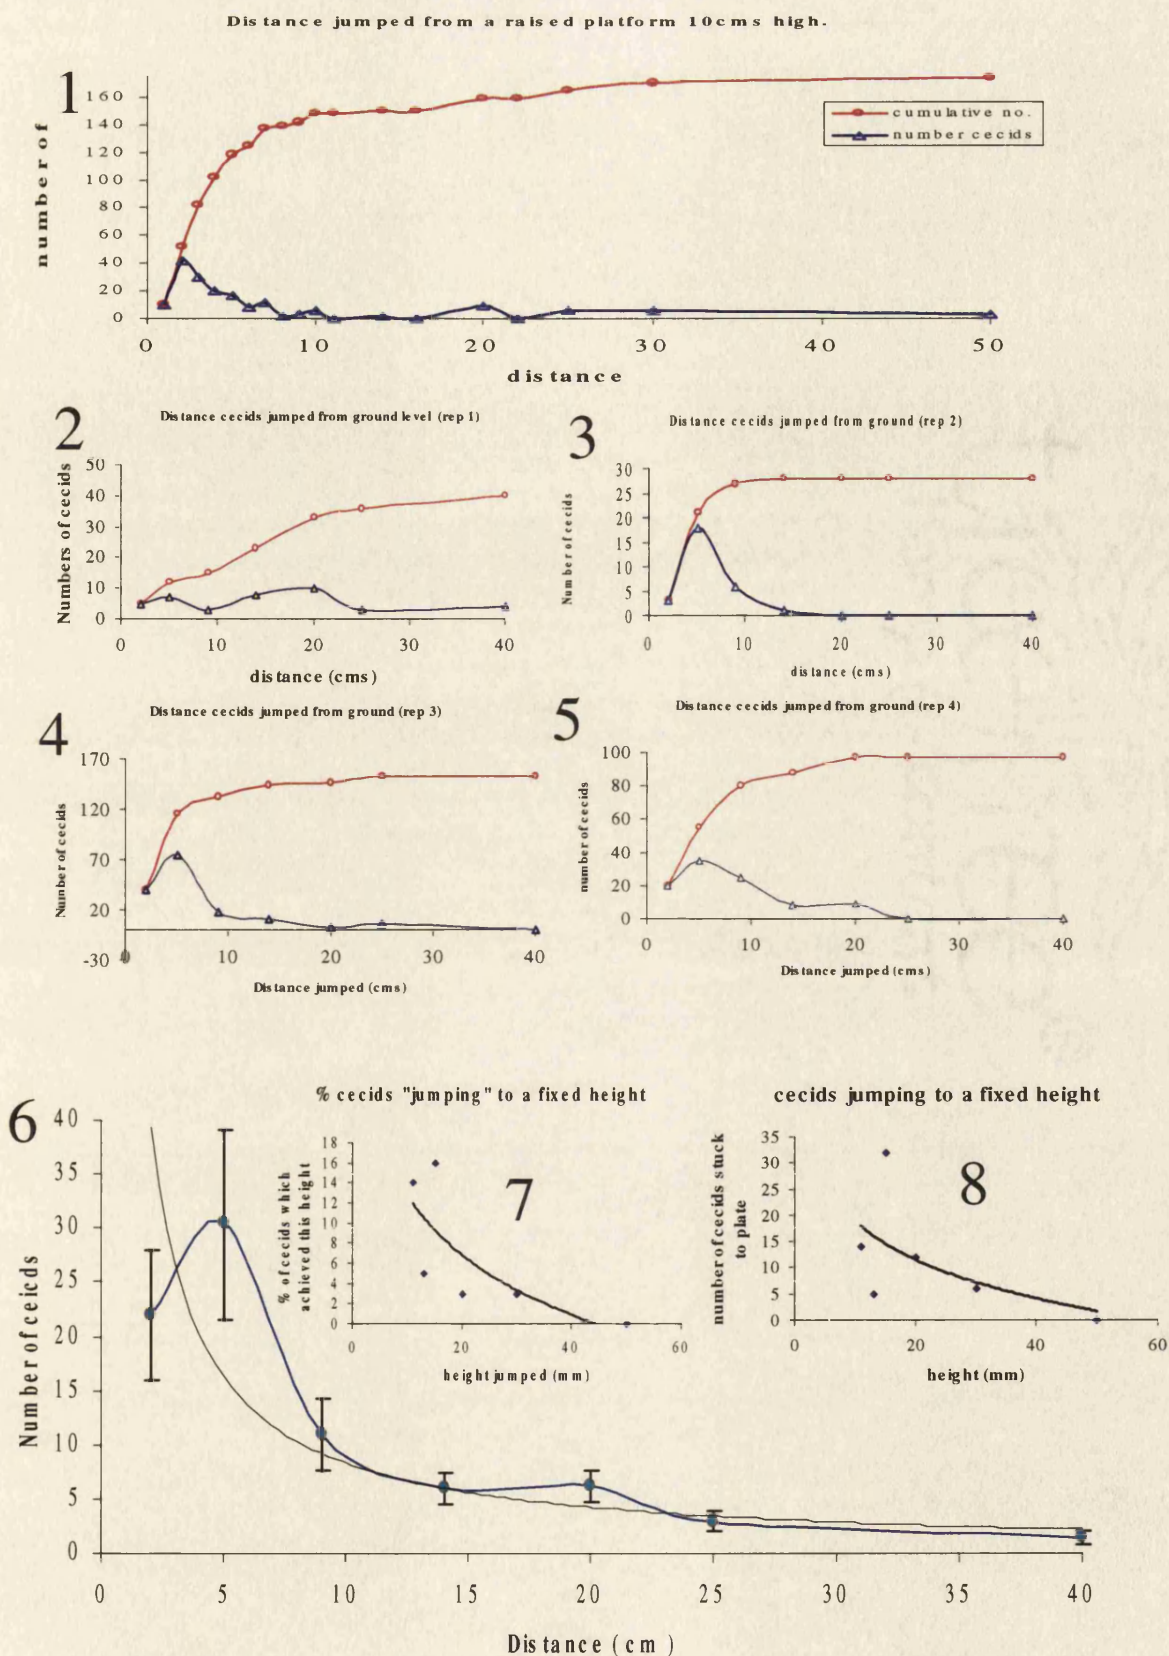 Distance jumped from a raised platform 10cms high.
1
number of
160
140
120
100
80
60
40
20
0
0 10 20 30 40 50
distance
cumulative no.
number cecids
2
Distance cecids jumped from ground level (rep 1)
Numbers of cecids
50
40
30
20
10
0
0 10 20 30 40
distance (cms)
3
Distance cecids jumped from ground (rep 2)
Number of cecids
30
25
20
15
10
5
0
0 10 20 30 40
distance (cms)
4
Distance cecids jumped from ground (rep 3)
Number of cecids
170
120
70
20
-30
0 10 20 30 40
Distance jumped (cms)
5
Distance cecids jumped from ground (rep 4)
number of cecids
100
80
60
40
20
0
0 10 20 30 40
Distance jumped (cms)
6
Number of ceicds
40
35
30
25
20
15
10
5
0
0 5 10 15 20 25 30 35 40
Distance (cm)
% cecids "jumping" to a fixed height
7
% of cecids which
achieved this height
18
16
14
12
10
8
6
4
2
0
0 20 40 60
height jumped (mm)
cecids jumping to a fixed height
8
number of cecids stuck
to plate
35
30
25
20
15
10
5
0
0 20 40 60
height (mm)